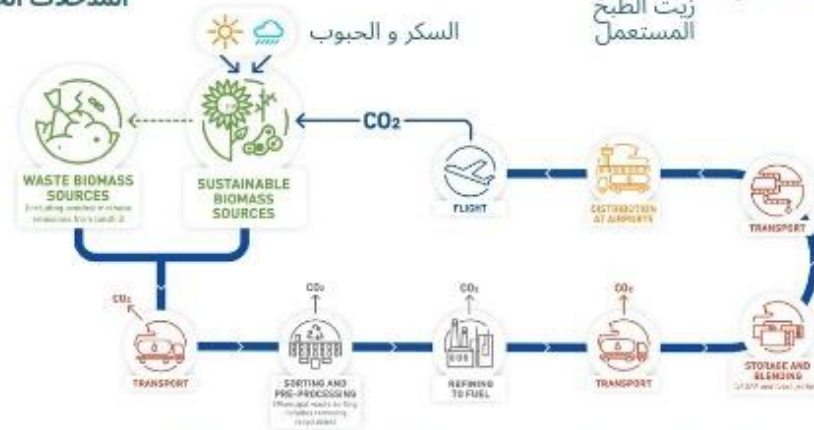 زيت الطبخ
المستعمل
السكر و الحبوب
CO₂
WASTE BIOMASS
SOURCES
SUSTAINABLE
BIOMASS
SOURCES
FLIGHT
DISTRIBUTION
AT AIRPORTS
TRANSPORT
CO₂
CO₂
CO₂
CO₂
TRANSPORT
SORTING AND
PRE-PROCESSING
REFINING
TO FUEL
TRANSPORT
STORAGE AND
BLENDING